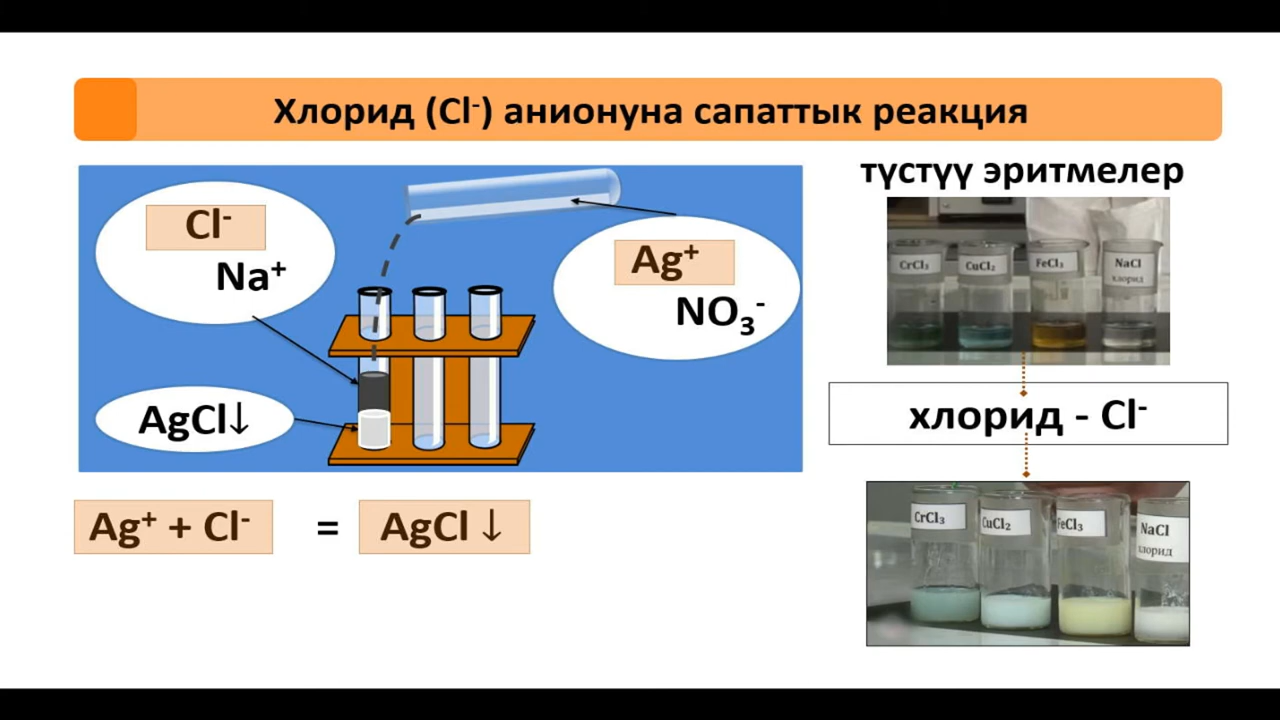 Хлорид (Cl⁻) анионуна сапаттык реакция
түстүү эритмелер
Cl⁻
Na⁺
Ag⁺
NO₃⁻
AgCl↓
CrCl₃
CuCl₂
FeCl₃
NaCl
хлорид
хлорид - Cl⁻
Ag⁺ + Cl⁻ = AgCl ↓
CrCl₃
CuCl₂
FeCl₃
NaCl
хлорид